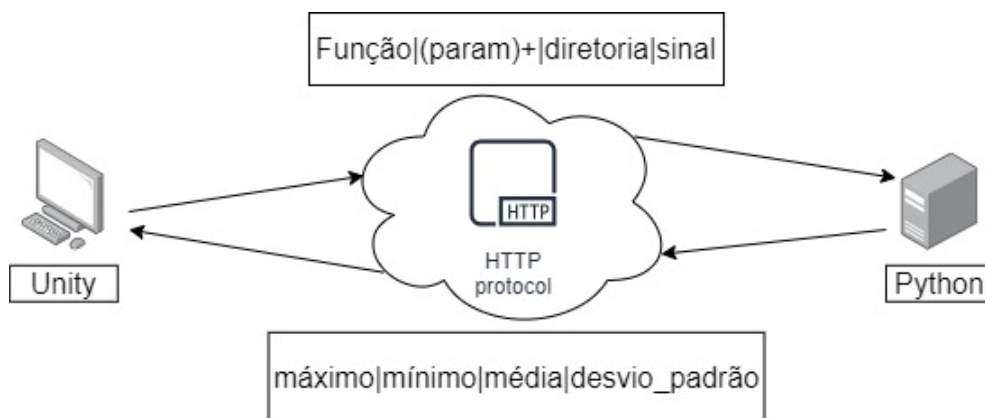 Função|(param)+|diretoria|sinal
HTTP
HTTP
protocol
Unity
Python
máximo|mínimo|média|desvio_padrão